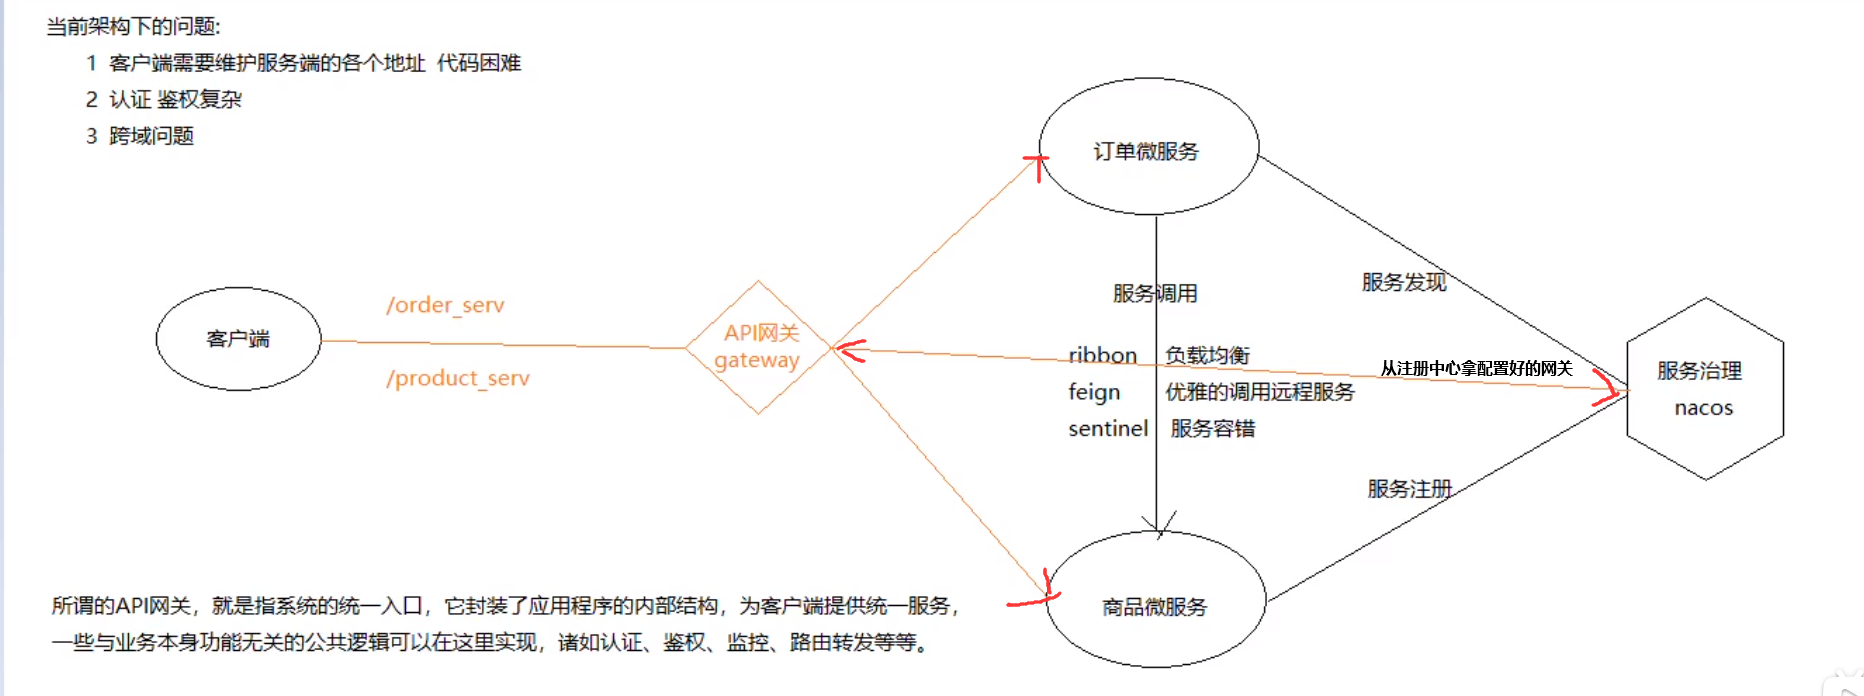 当前架构下的问题:
1 客户端需要维护服务端的各个地址 代码困难
2 认证 鉴权复杂
3 跨域问题
订单微服务
服务调用
服务发现
/order_serv
客户端
API网关
gateway
/product_serv
ribbon 负载均衡
从注册中心拿配置好的网关
feign 优雅的调用远程服务
sentinel 服务容错
服务治理
nacos
服务注册
商品微服务
所谓的API网关，就是指系统的统一入口，它封装了应用程序的内部结构，为客户端提供统一服务，
一些与业务本身功能无关的公共逻辑可以在这里实现，诸如认证、鉴权、监控、路由转发等等。